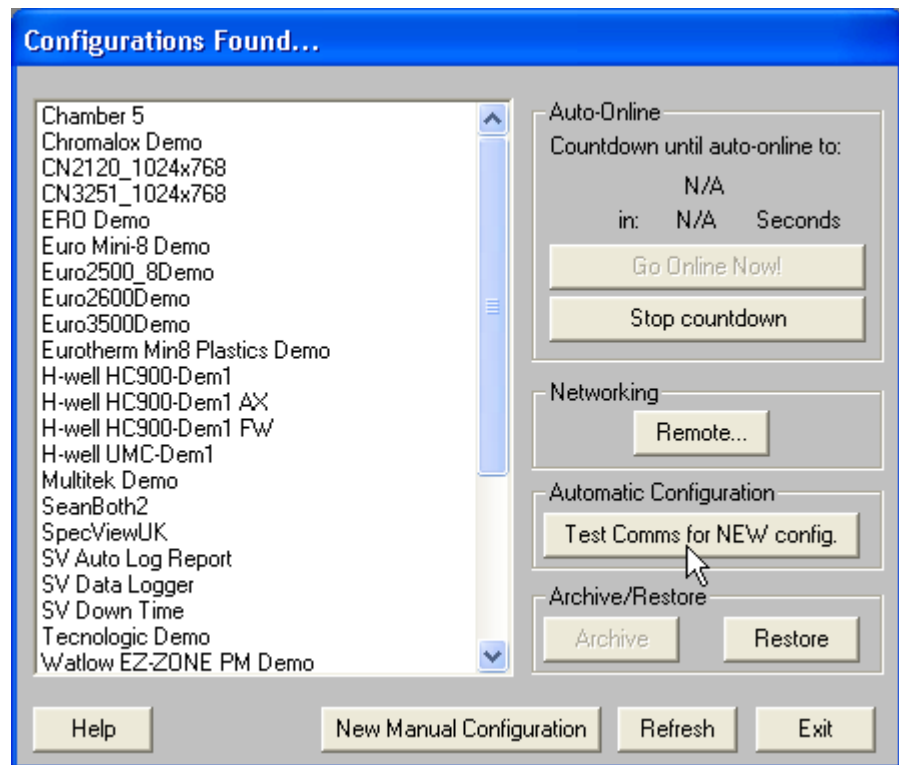 Configurations Found...
Chamber 5
Chromalox Demo
CN2120_1024x768
CN3251_1024x768
ERO Demo
Euro Mini-8 Demo
Euro2500_8Demo
Euro2600Demo
Euro3500Demo
Eurotherm Min8 Plastics Demo
H-well HC900-Dem1
H-well HC900-Dem1 AX
H-well HC900-Dem1 FW
H-well UMC-Dem1
Multitek Demo
SeanBoth2
SpecViewUK
SV Auto Log Report
SV Data Logger
SV Down Time
Tecnologic Demo
Watlow EZ-ZONE PM Demo
Auto-Online
Countdown until auto-online to:
N/A
in: N/A Seconds
Go Online Now!
Stop countdown
Networking
Remote...
Automatic Configuration
Test Comms for NEW config.
Archive/Restore
Archive Restore
Help New Manual Configuration Refresh Exit